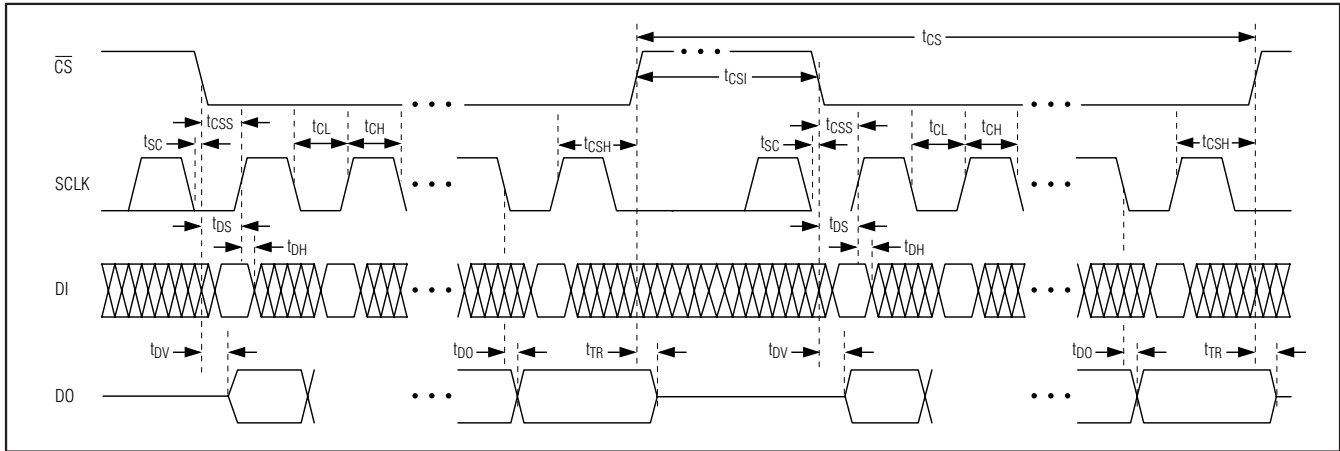 tCS
CS
tCSI
tCSS tCL tCH tCSS tCL tCH
tSC tCSH tSC tCSH
SCLK
tDS tDS
tDH tDH
DI
tDV tDO tTR tDV tDO tTR
DO